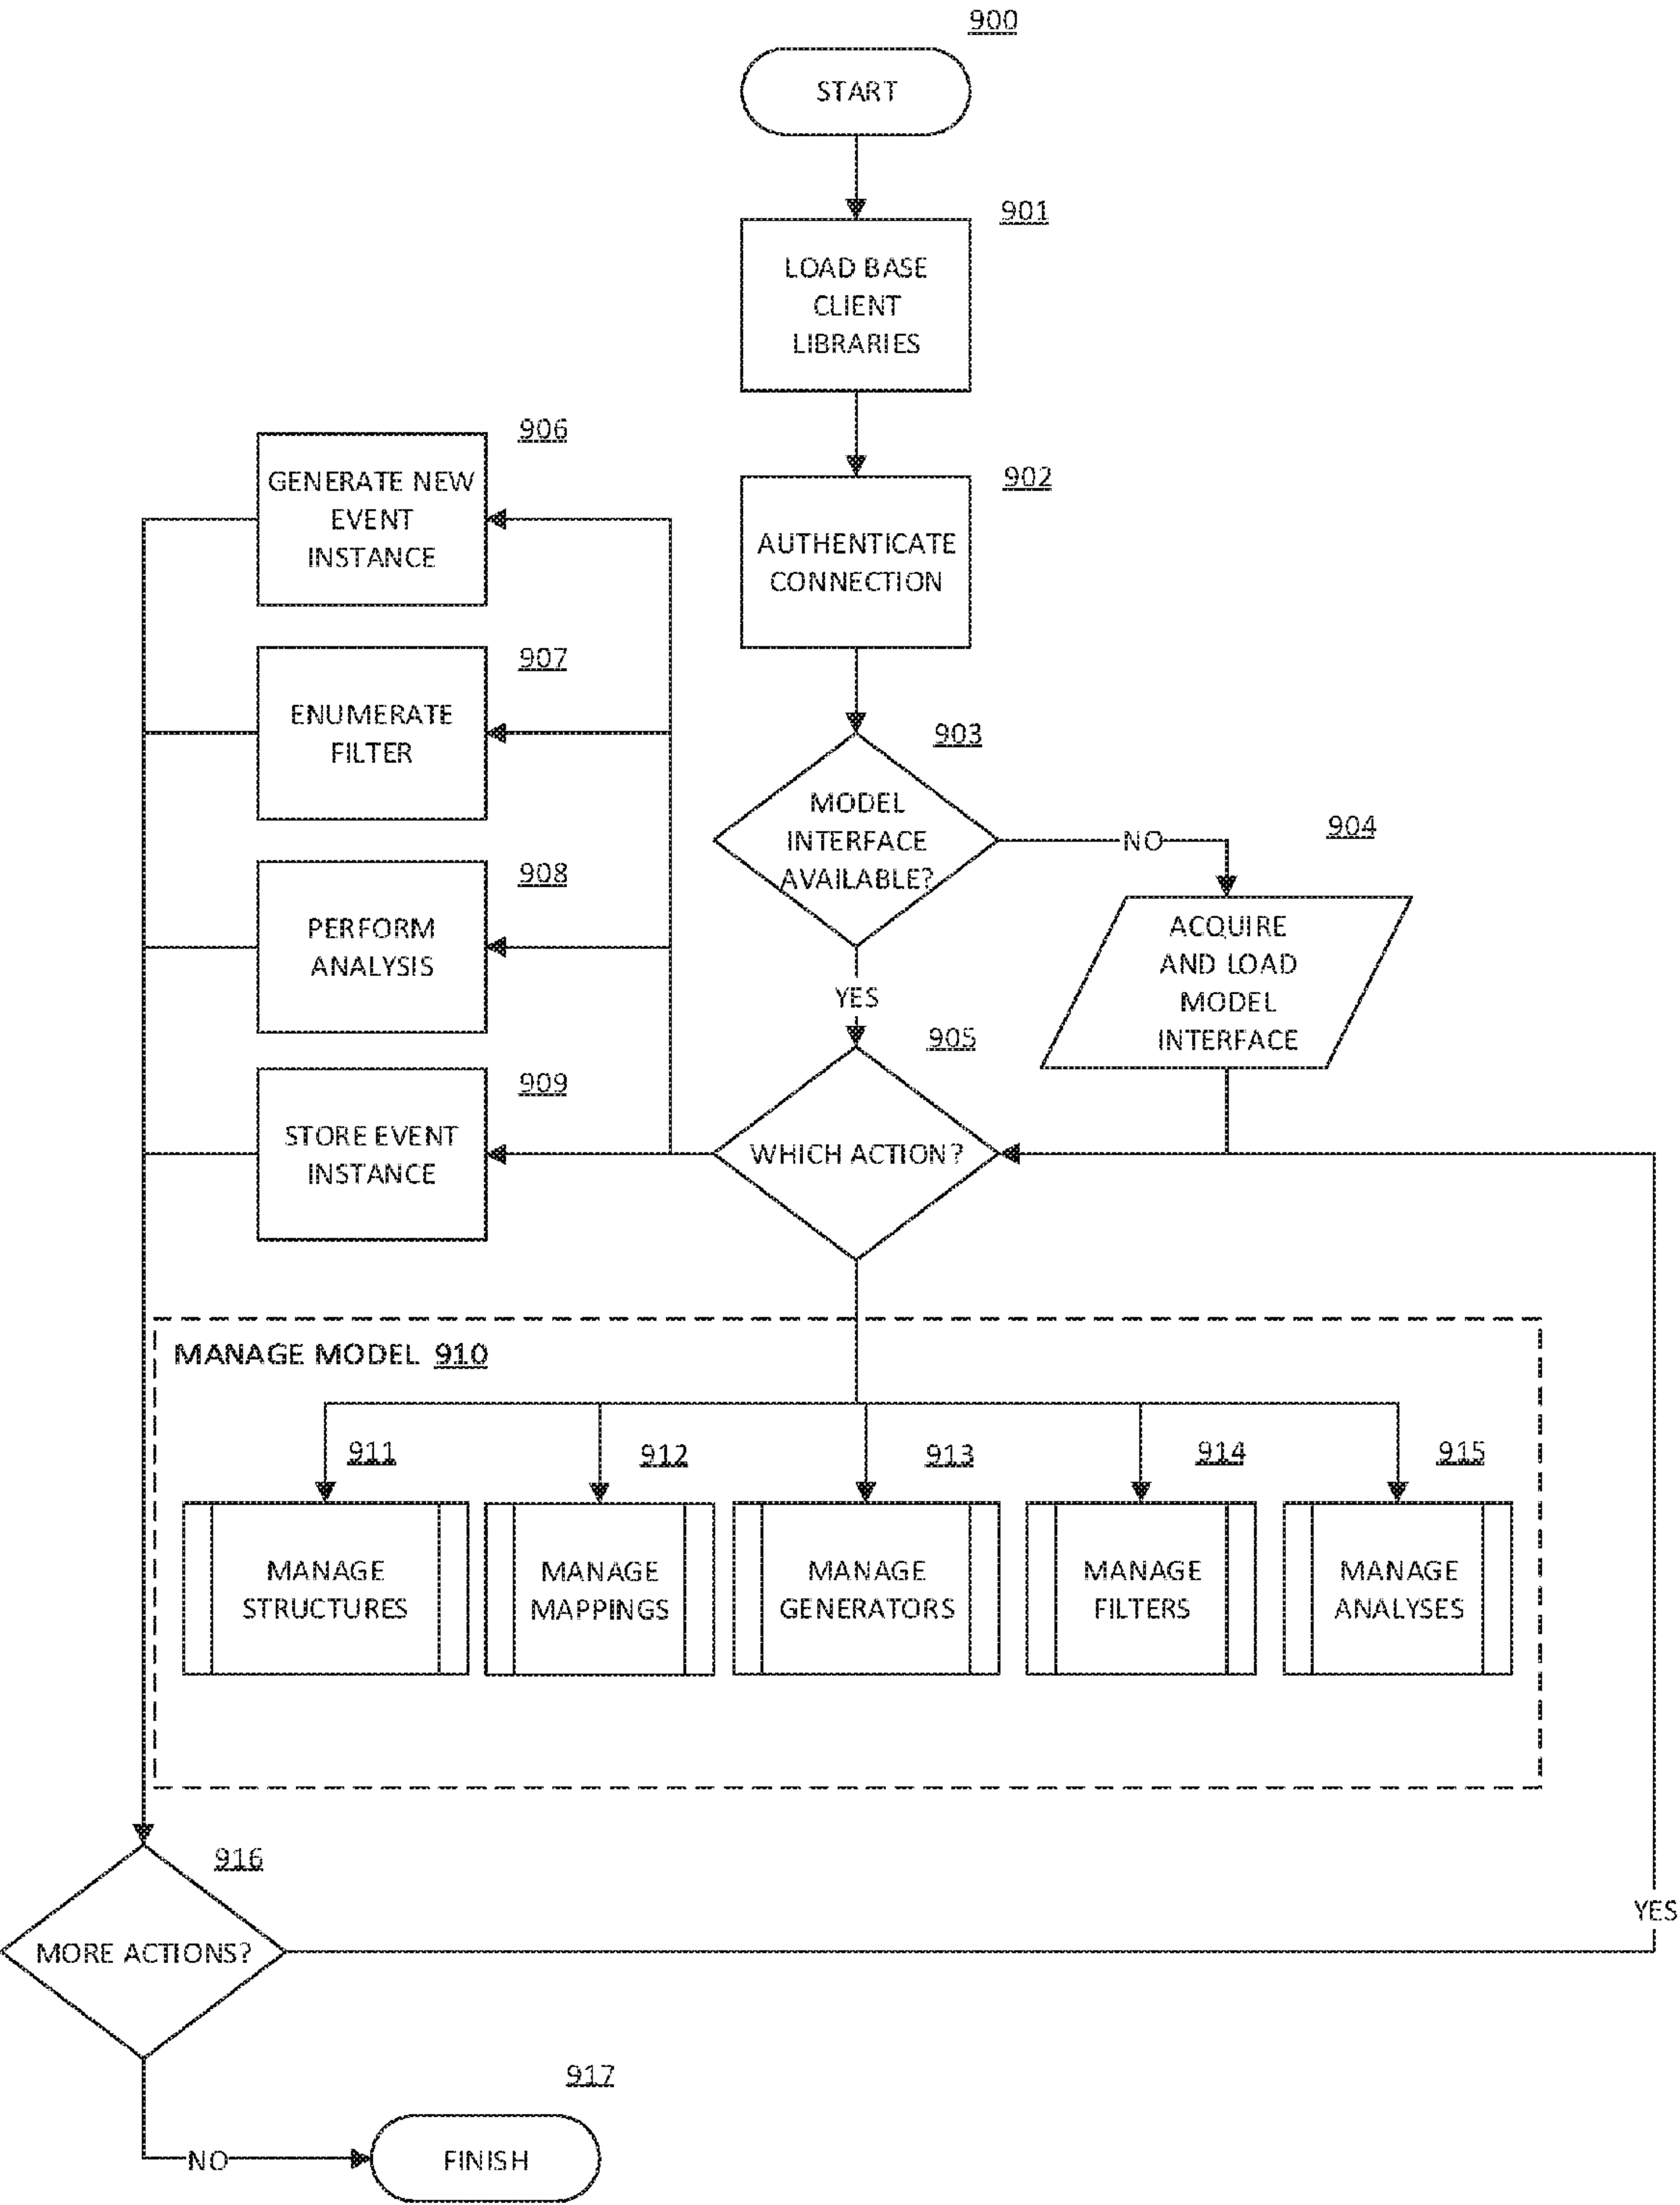 900
START
901
LOAD BASE
CLIENT
LIBRARIES
902
AUTHENTICATE
CONNECTION
903
MODEL
INTERFACE
AVAILABLE?
NO
904
ACQUIRE
AND LOAD
MODEL
INTERFACE
YES
905
WHICH ACTION?
906
GENERATE NEW
EVENT
INSTANCE
907
ENUMERATE
FILTER
908
PERFORM
ANALYSIS
909
STORE EVENT
INSTANCE
MANAGE MODEL 910
911
MANAGE
STRUCTURES
912
MANAGE
MAPPINGS
913
MANAGE
GENERATORS
914
MANAGE
FILTERS
915
MANAGE
ANALYSES
916
MORE ACTIONS?
YES
NO
917
FINISH